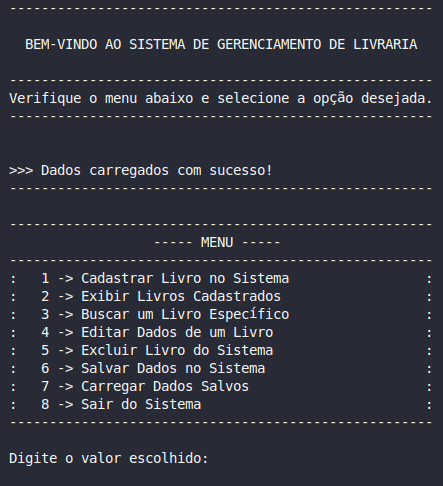 -----------------------------------------------------
BEM-VINDO AO SISTEMA DE GERENCIAMENTO DE LIVRARIA
-----------------------------------------------------
Verifique o menu abaixo e selecione a opção desejada.
-----------------------------------------------------
>>> Dados carregados com sucesso!
-----------------------------------------------------
-----------------------------------------------------
----- MENU -----
-----------------------------------------------------
:   1 -> Cadastrar Livro no Sistema                 :
:   2 -> Exibir Livros Cadastrados                  :
:   3 -> Buscar um Livro Específico                 :
:   4 -> Editar Dados de um Livro                   :
:   5 -> Excluir Livro do Sistema                   :
:   6 -> Salvar Dados no Sistema                    :
:   7 -> Carregar Dados Salvos                      :
:   8 -> Sair do Sistema                            :
-----------------------------------------------------
Digite o valor escolhido: